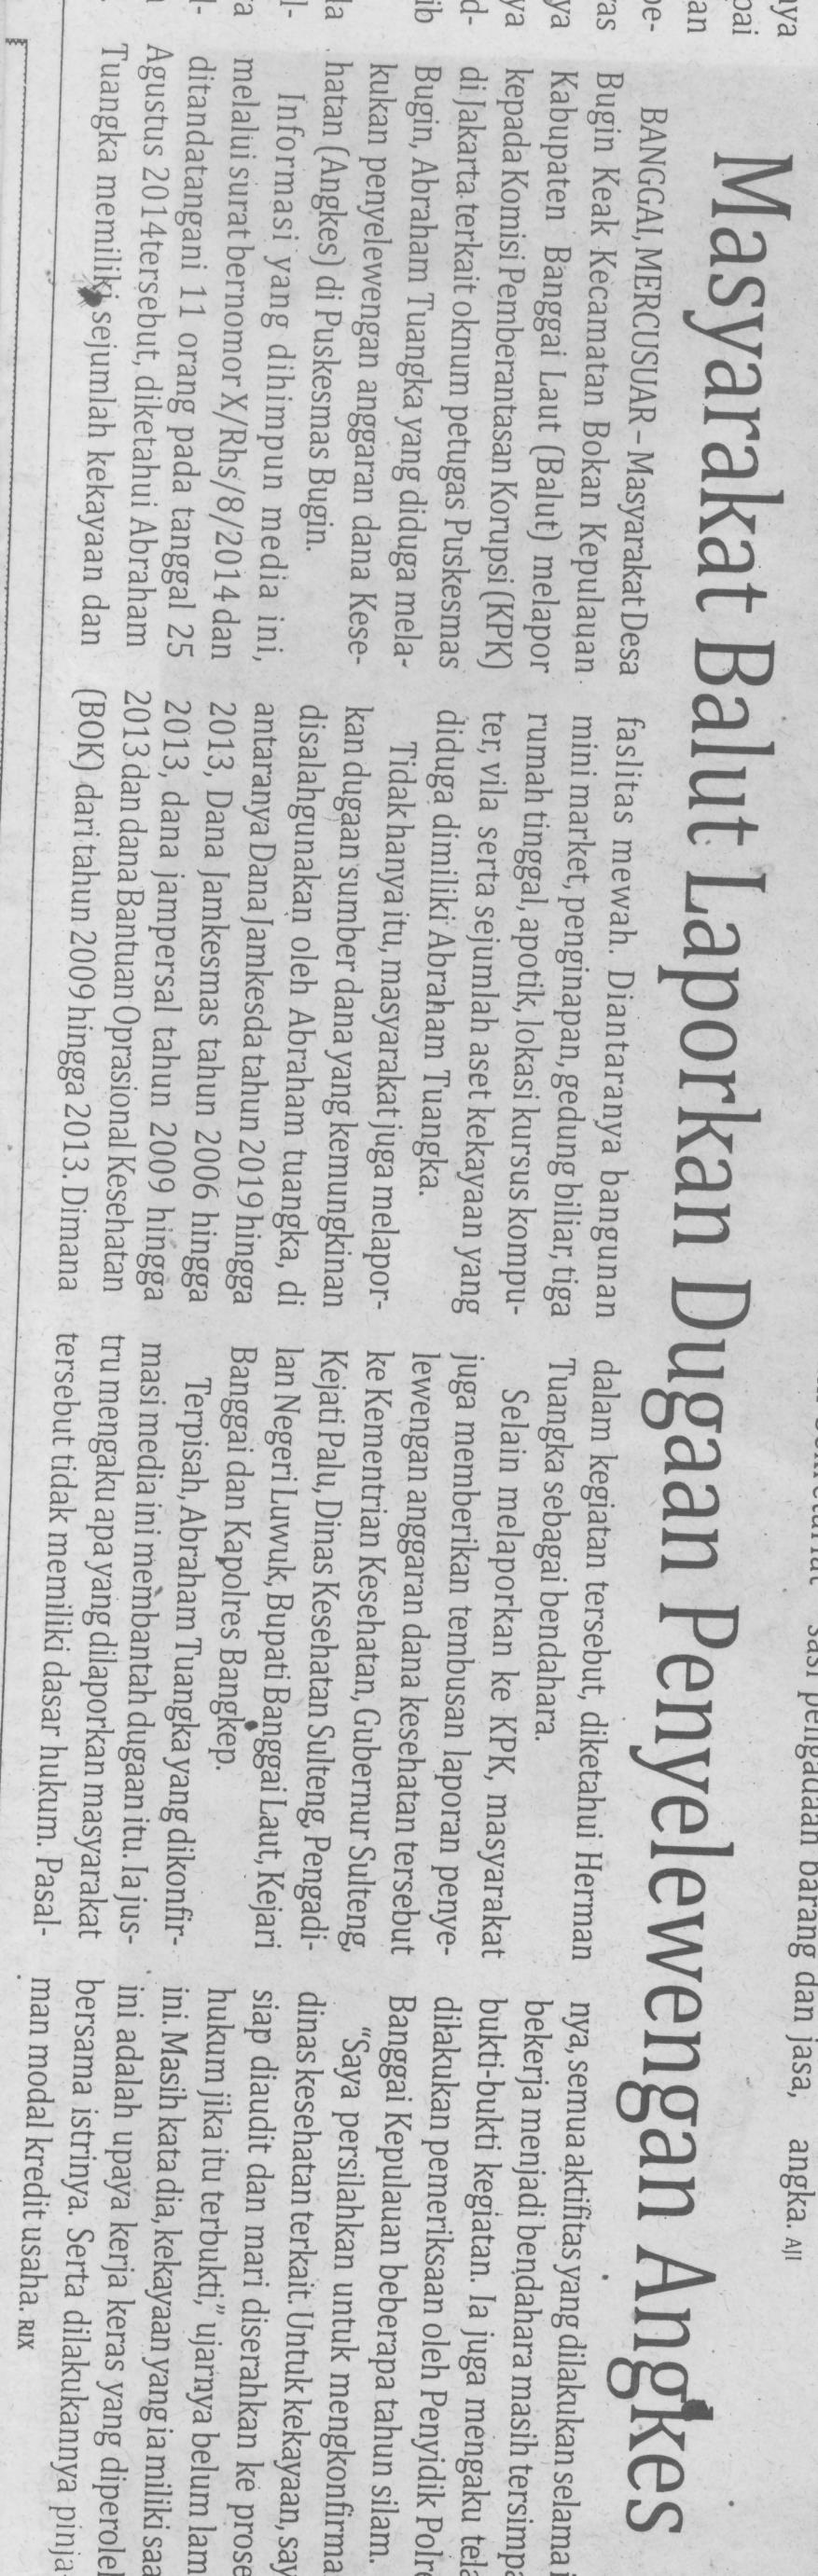 Masyarakat Balut Laporkan Dugaan Penyelewengan Angkes
BANGGAI, MERCUSUAR – Masyarakat Desa
Bugin Keak Kecamatan Bokan Kepulauan
Kabupaten Banggai Laut (Balut) melapor
kepada Komisi Pemberantasan Korupsi (KPK)
di Jakarta terkait oknum petugas Puskesmas
Bugin, Abraham Tuangka yang diduga mela-
kukan penyelewengan anggaran dana Kese-
hatan (Angkes) di Puskesmas Bugin.
Informasi yang dihimpun media ini,
melalui surat bernomor X/Rhs/8/2014 dan
ditandatangani 11 orang pada tanggal 25
Agustus 2014tersebut, diketahui Abraham
Tuangka memiliki sejumlah kekayaan dan
faslitas mewah. Diantaranya bangunan
mini market, penginapan, gedung biliar, tiga
rumah tinggal, apotik, lokasi kursus kompu-
ter, vila serta sejumlah aset kekayaan yang
diduga dimiliki Abraham Tuangka.
Tidak hanya itu, masyarakat juga melapor-
kan dugaan sumber dana yang kemungkinan
disalahgunakan oleh Abraham tuangka, di
antaranya Dana Jamkesda tahun 2019 hingga
2013, Dana Jamkesmas tahun 2006 hingga
2013, dana jampersal tahun 2009 hingga
2013 dan dana Bantuan Oprasional Kesehatan
(BOK) dari tahun 2009 hingga 2013. Dimana
dalam kegiatan tersebut, diketahui Herman
Tuangka sebagai bendahara.
Selain melaporkan ke KPK, masyarakat
juga memberikan tembusan laporan penye-
lewengan anggaran dana kesehatan tersebut
ke Kementrian Kesehatan, Gubernur Sulteng,
Kejati Palu, Dinas Kesehatan Sulteng, Pengadi-
lan Negeri Luwuk, Bupati Banggai Laut, Kejari
Banggai dan Kapolres Bangkep.
Terpisah, Abraham Tuangka yang dikonfir-
masi media ini membantah dugaan itu. Ia jus-
tru mengaku apa yang dilaporkan masyarakat
tersebut tidak memiliki dasar hukum. Pasal-
nya, semua aktifitas yang dilakukan selama i
bekerja menjadi bendahara masih tersimpa
bukti-bukti kegiatan. Ia juga mengaku tela
dilakukan pemeriksaan oleh Penyidik Polre
Banggai Kepulauan beberapa tahun silam.
“Saya persilahkan untuk mengkonfirma
dinas kesehatan terkait. Untuk kekayaan, say
siap diaudit dan mari diserahkan ke prose
hukum jika itu terbukti,” ujarnya belum lam
ini. Masih kata dia, kekayaan yang ia miliki saa
ini adalah upaya kerja keras yang diperoleh
bersama istrinya. Serta dilakukannya pinja-
man modal kredit usaha. RIX
sasi pengadaan barang dan jasa,
angka. AJI